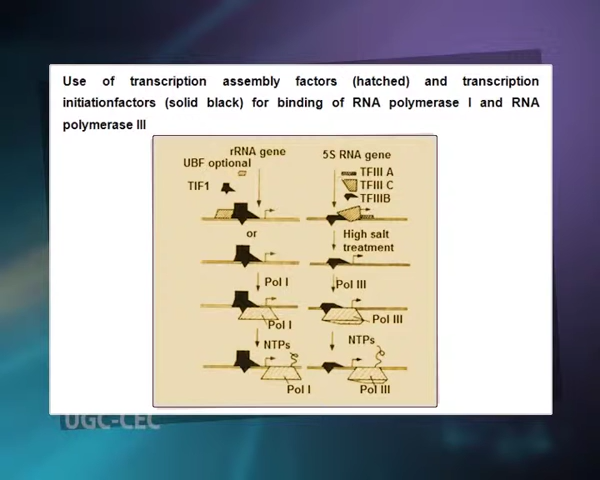 Use of transcription assembly factors (hatched) and transcription
initiationfactors (solid black) for binding of RNA polymerase I and RNA
polymerase III
rRNA gene
UBF optional
TIF1
5S RNA gene
TFIII A
TFIII C
TFIIIB
or
High salt
treatment
Pol I
Pol III
Pol I
Pol III
NTPs
NTPs
Pol I
Pol III
UGC-CEC